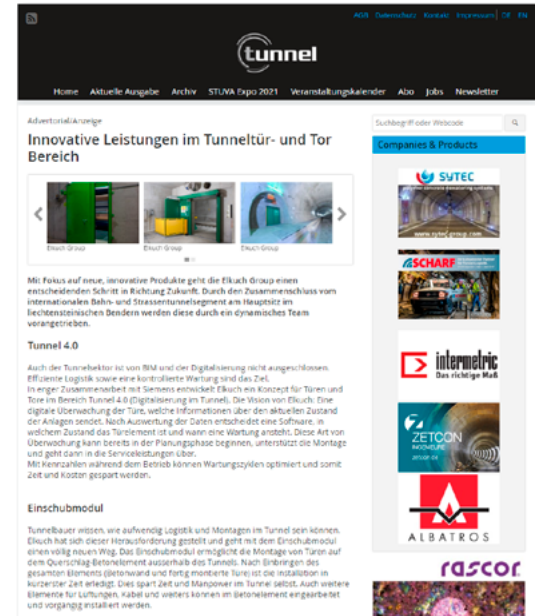 AGB Datenschutz Kontakt Impressum DE EN
tunnel
Home Aktuelle Ausgabe Archiv STUVA Expo 2021 Veranstaltungskalender Abo Jobs Newsletter
Advertorial/Anzeige
Innovative Leistungen im Tunneltür- und Tor
Bereich
Elkuch Group Elkuch Group Elkuch Group
Mit Fokus auf neue, innovative Produkte geht die Elkuch Group einen
entscheidenden Schritt in Richtung Zukunft. Durch den Zusammenschluss vom
internationalen Bahn- und Strassentunnelsegment am Hauptsitz im
liechtensteinischen Bendern werden diese durch ein dynamisches Team
vorangetrieben.
Tunnel 4.0
Auch der Tunnelsektor ist von BIM und der Digitalisierung nicht ausgeschlossen.
Effiziente Logistik sowie eine kontrollierte Wartung sind das Ziel.
In enger Zusammenarbeit mit Siemens entwickelt Elkuch ein Konzept für Türen und
Tore im Bereich Tunnel 4.0 (Digitalisierung im Tunnel). Die Vision von Elkuch: Eine
digitale Überwachung der Türe, welche Informationen über den aktuellen Zustand
der Anlagen sendet. Nach Auswertung der Daten entscheidet eine Software, in
welchem Zustand das Türelement ist und wann eine Wartung ansteht. Diese Art von
Überwachung kann bereits in der Planungsphase beginnen, unterstützt die Montage
und geht dann in die Serviceleistungen über.
Mit Kennzahlen während dem Betrieb können Wartungszyklen optimiert und somit
Zeit und Kosten gespart werden.
Einschubmodul
Tunnelbauer wissen, wie aufwendig Logistik und Montagen im Tunnel sein können.
Elkuch hat sich dieser Herausforderung gestellt und geht mit dem Einschubmodul
einen völlig neuen Weg. Das Einschubmodul ermöglicht die Montage von Türen auf
dem Querschlag-Betonelement ausserhalb des Tunnels. Nach Einbringen des
gesamten Elements (Betonwand und fertig montierte Türe) ist die Installation in
kürzerster Zeit erledigt. Dies spart Zeit und Manpower im Tunnel selbst. Auch weitere
Elemente für Lüftungen, Kabel und weiters können im Betonelement eingearbeitet
und vorgängig installiert werden.
Suchbegriff oder Webcode
Companies & Products
SYTEC
www.sytec-group.com
SCHARF
intermetric
Das richtige Maß
ZETCON
INGENIEURE
zetcon.de
ALBATROS
rascor